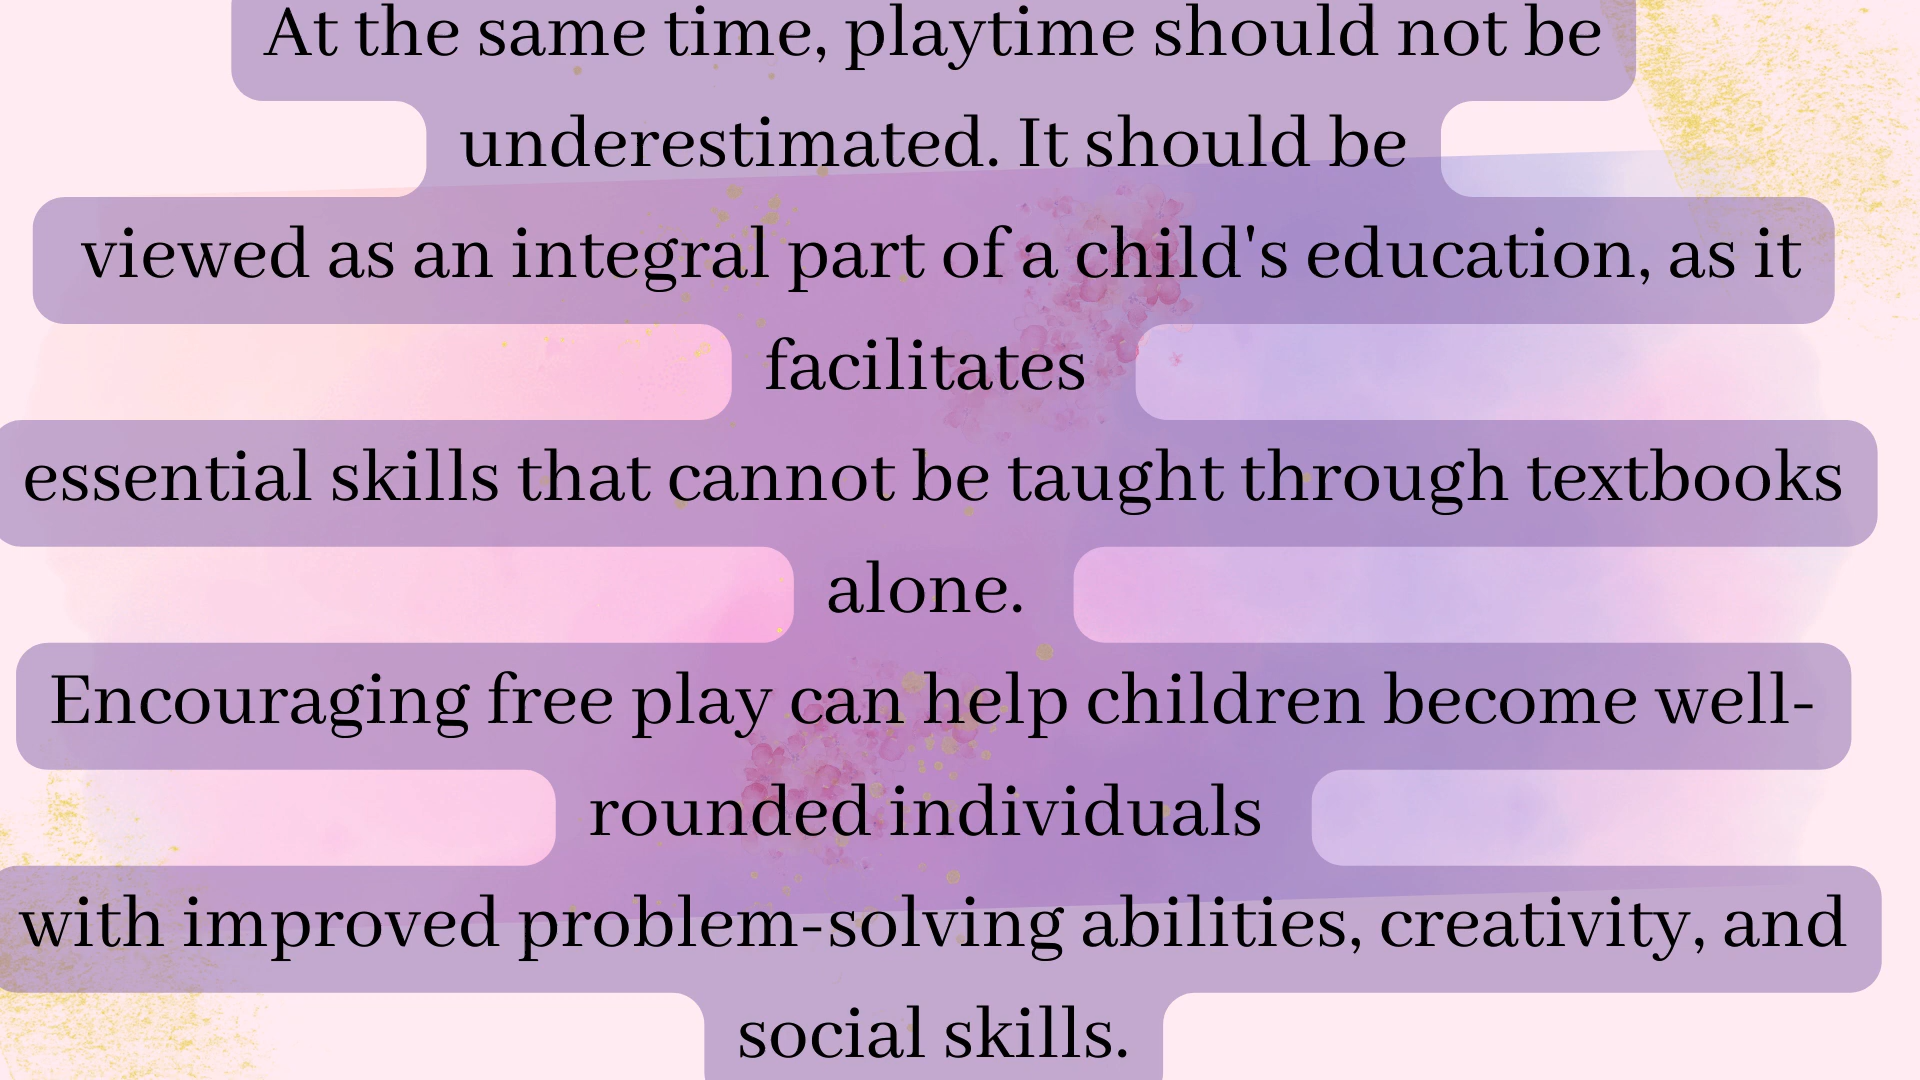 At the same time, playtime should not be
underestimated. It should be
viewed as an integral part of a child's education, as it
facilitates
essential skills that cannot be taught through textbooks
alone.
Encouraging free play can help children become well-
rounded individuals
with improved problem-solving abilities, creativity, and
social skills.